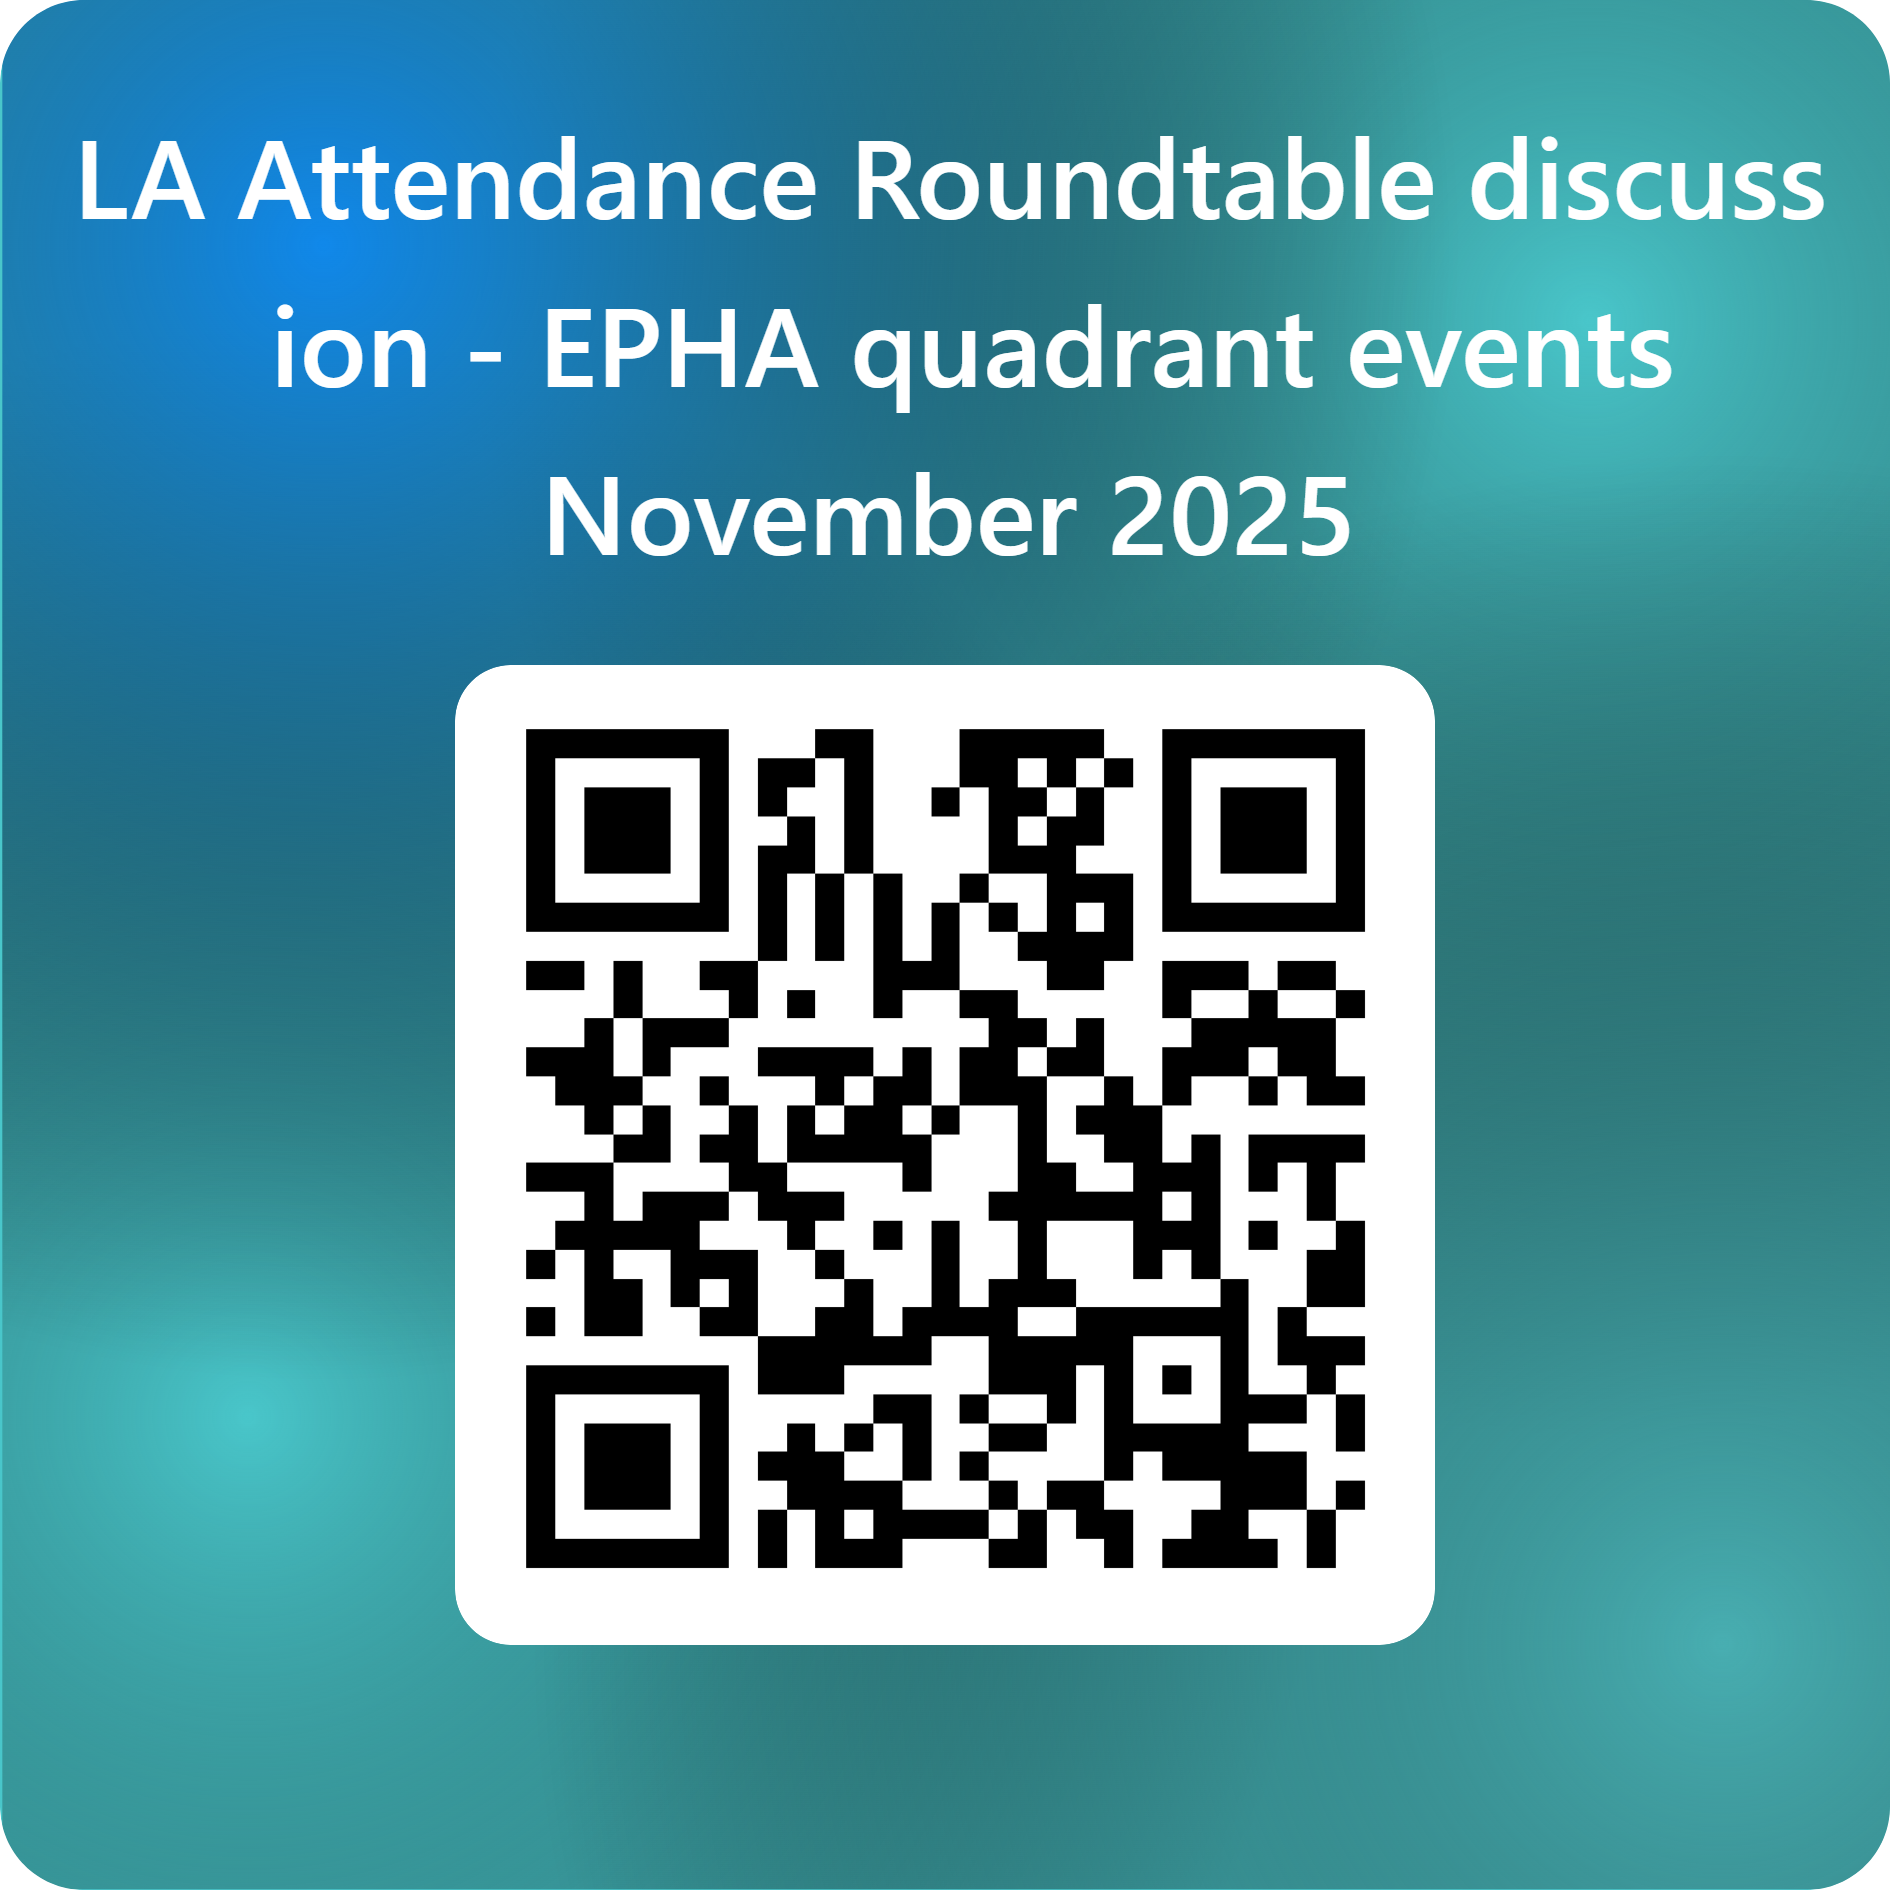 LA Attendance Roundtable discuss
ion - EPHA quadrant events
November 2025